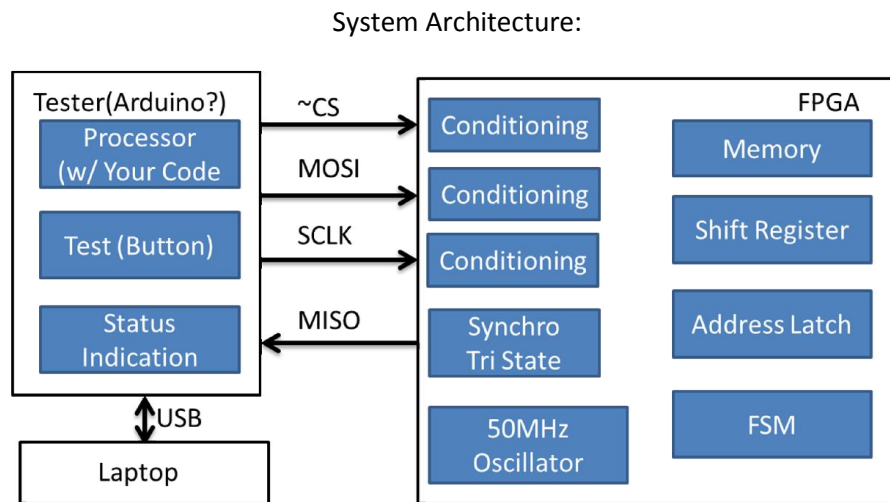 System Architecture:
Tester(Arduino?)
Processor
(w/ Your Code
Test (Button)
Status
Indication
~CS
MOSI
SCLK
MISO
USB
Laptop
FPGA
Conditioning
Conditioning
Conditioning
Synchro
Tri State
50MHz
Oscillator
Memory
Shift Register
Address Latch
FSM